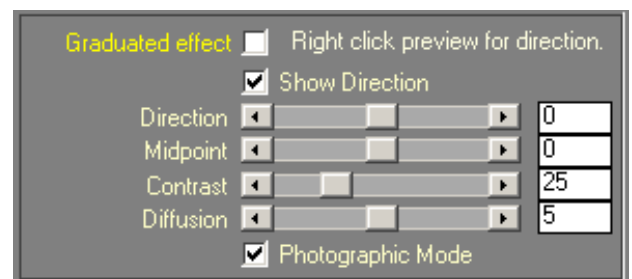 Graduated effect Right click preview for direction.
Show Direction
Direction 0
Midpoint 0
Contrast 25
Diffusion 5
Photographic Mode